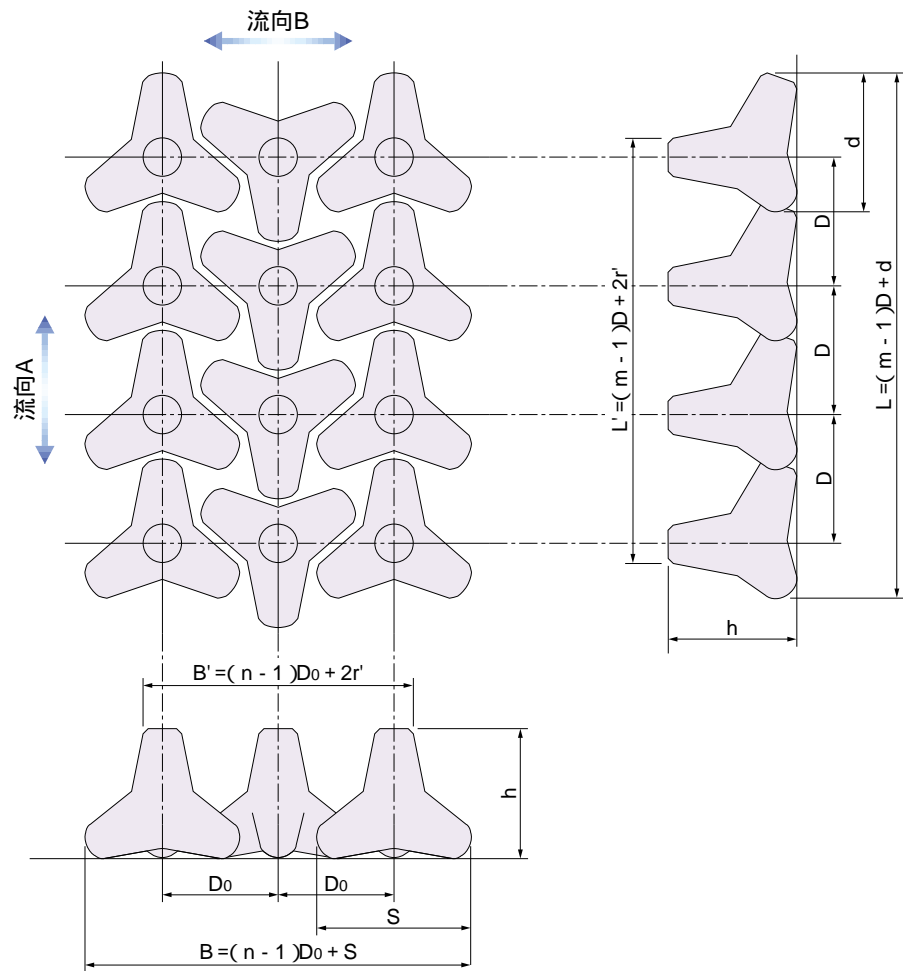 流向B
流向A
d
D
D
D
L' =( m - 1 )D + 2r'
L =( m - 1 )D + d
h
B' =( n - 1 )D0 + 2r'
h
D0
D0
S
B =( n - 1 )D0 + S